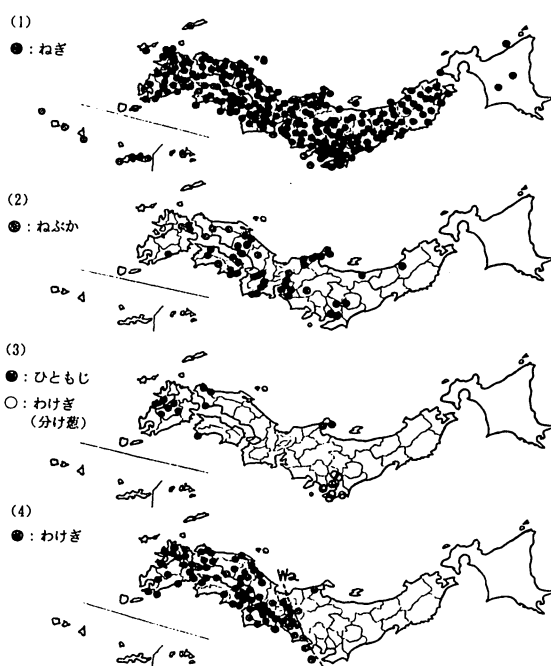 (1)
●：ねぎ
(2)
●：ねぶか
(3)
●：ひともじ
○：わけぎ
(分け葱)
(4)
●：わけぎ
Wa